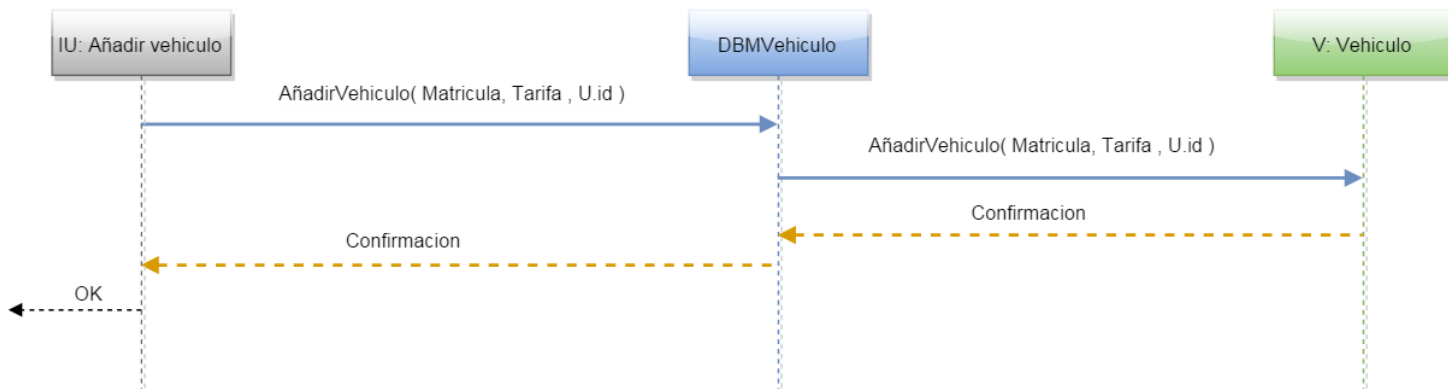 IU: Añadir vehiculo
DBMVehiculo
V: Vehiculo
AñadirVehiculo( Matricula, Tarifa , U.id )
AñadirVehiculo( Matricula, Tarifa , U.id )
Confirmacion
Confirmacion
OK